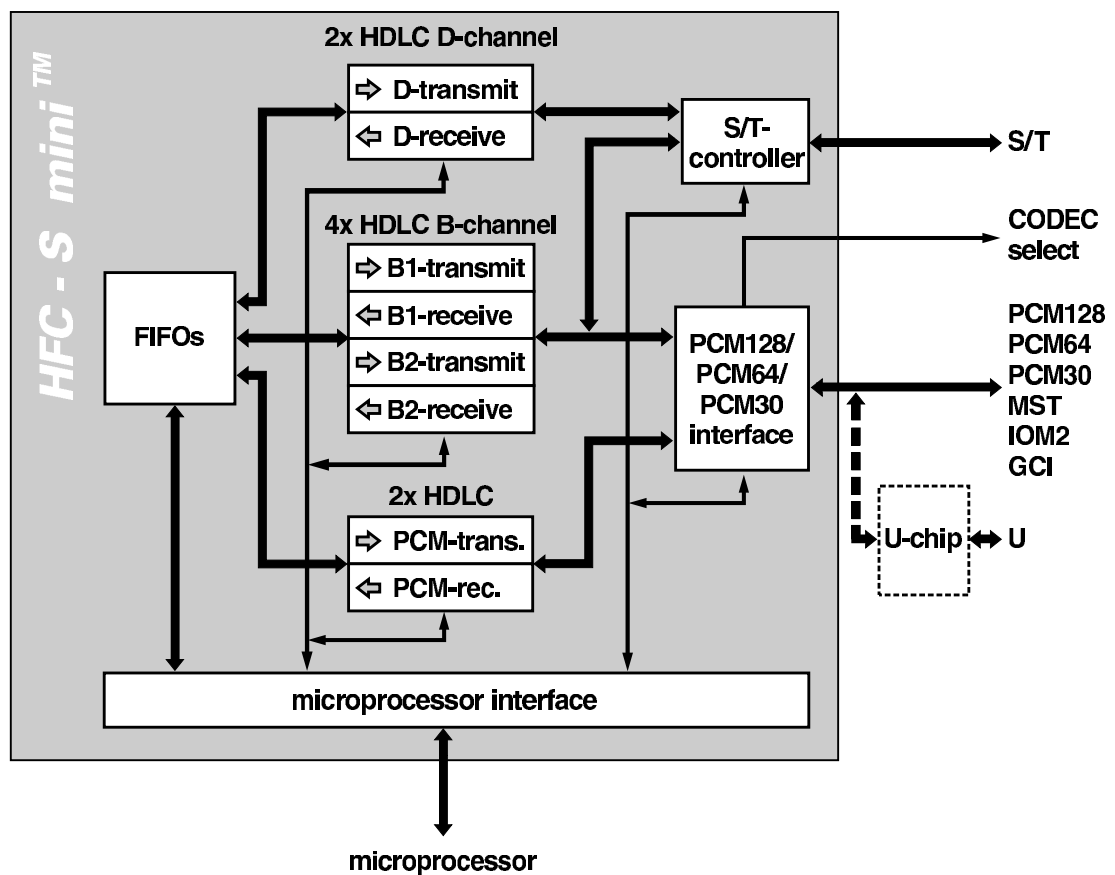 HFC - S mini™
2x HDLC D-channel
D-transmit
D-receive
S/T-
controller
S/T
4x HDLC B-channel
B1-transmit
B1-receive
B2-transmit
B2-receive
CODEC
select
FIFOs
PCM128/
PCM64/
PCM30
interface
PCM128
PCM64
PCM30
MST
IOM2
GCI
2x HDLC
PCM-trans.
PCM-rec.
U-chip
U
microprocessor interface
microprocessor